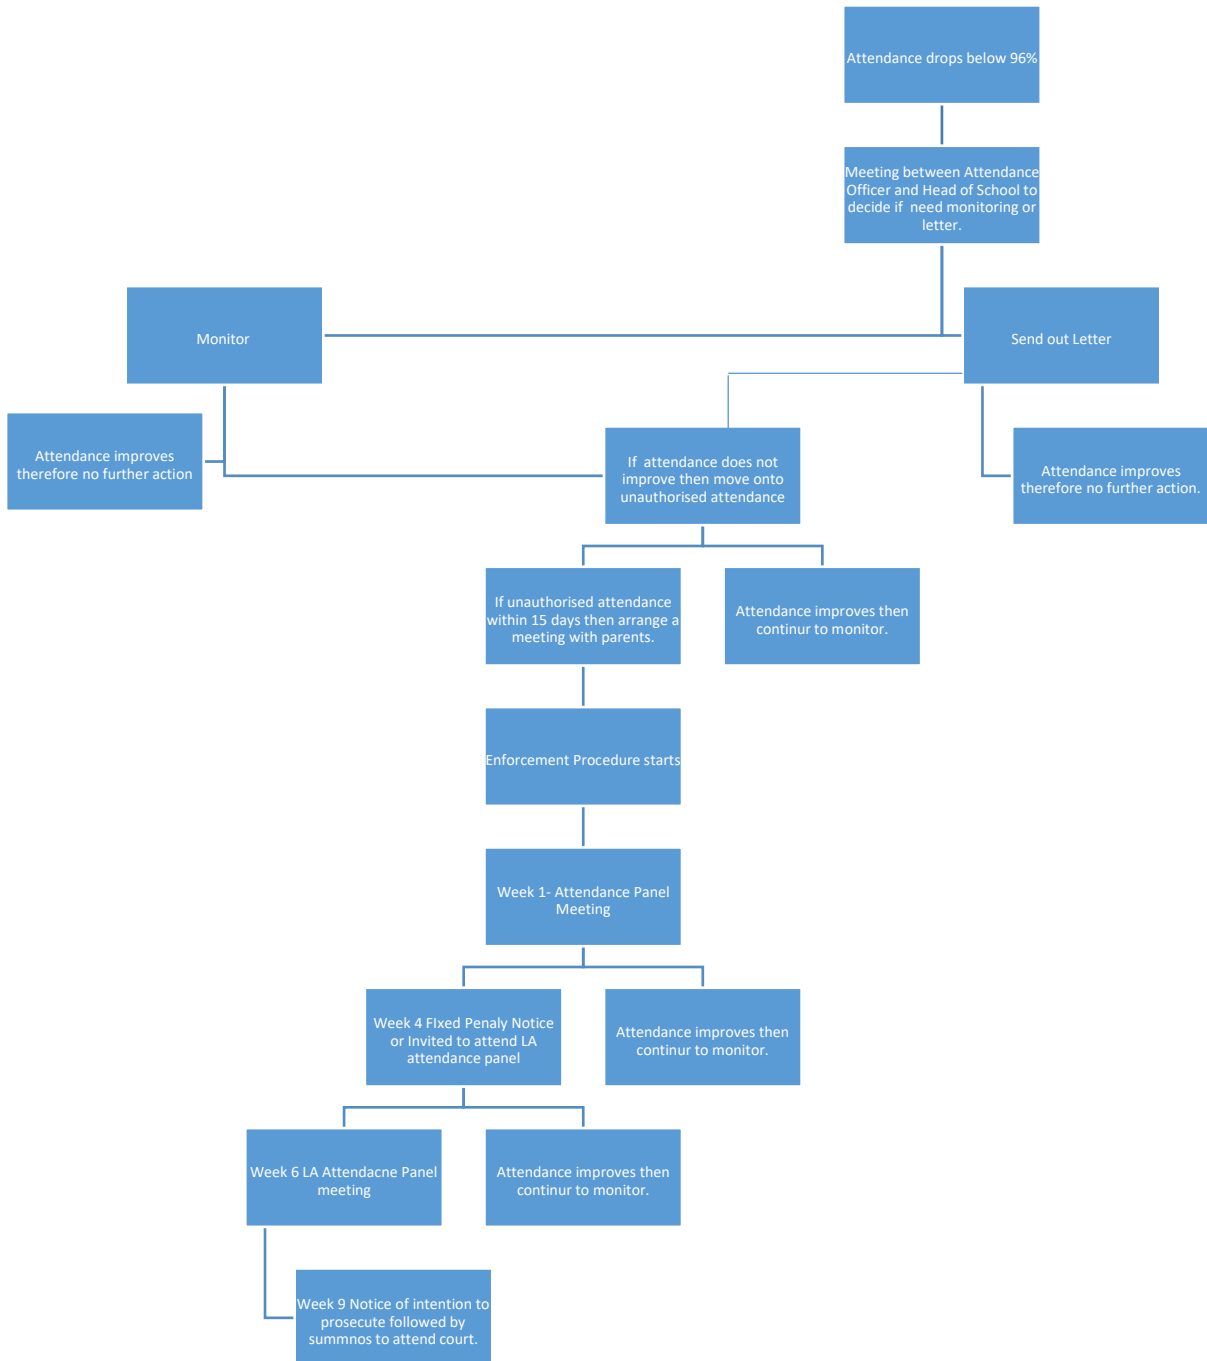 Attendance drops below 96%
Meeting between Attendance
Officer and Head of School to
decide if need monitoring or
letter.
Monitor
Send out Letter
Attendance improves
therefore no further action
If attendance does not
improve then move onto
unauthorised attendance
Attendance improves
therefore no further action.
If unauthorised attendance
within 15 days then arrange a
meeting with parents.
Attendance improves then
continur to monitor.
Enforcement Procedure starts
Week 1- Attendance Panel
Meeting
Week 4 FIxed Penaly Notice
or Invited to attend LA
attendance panel
Attendance improves then
continur to monitor.
Week 6 LA Attendacne Panel
meeting
Attendance improves then
continur to monitor.
Week 9 Notice of intention to
prosecute followed by
summnos to attend court.